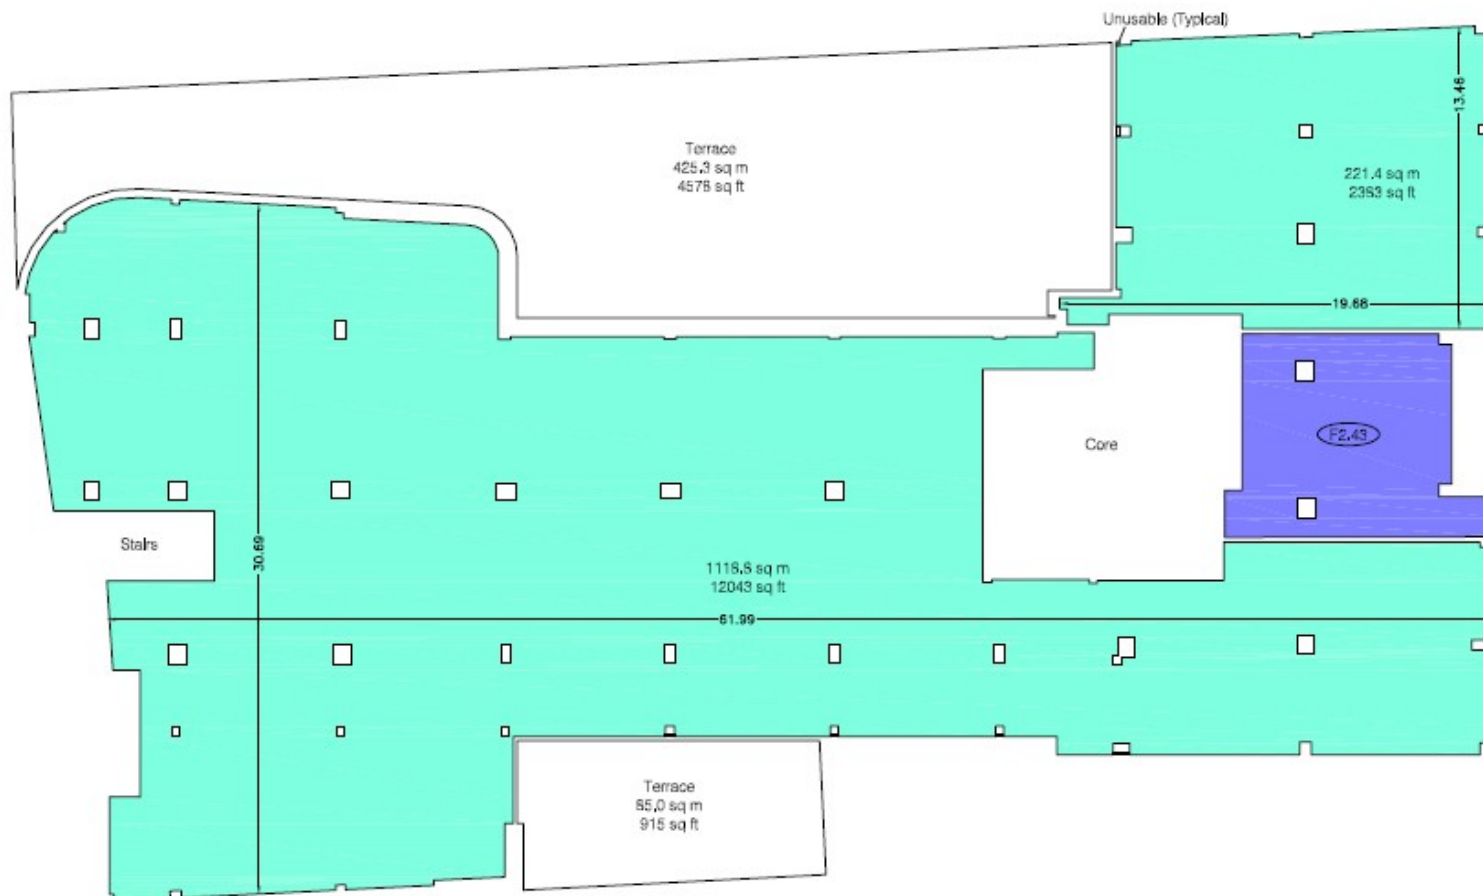 Unusable (Typical)
13.46
Terrace
425.3 sq m
4578 sq ft
221.4 sq m
2383 sq ft
19.68
F2.43
Core
Stairs
30.69
1118.8 sq m
12043 sq ft
61.99
Terrace
85.0 sq m
915 sq ft